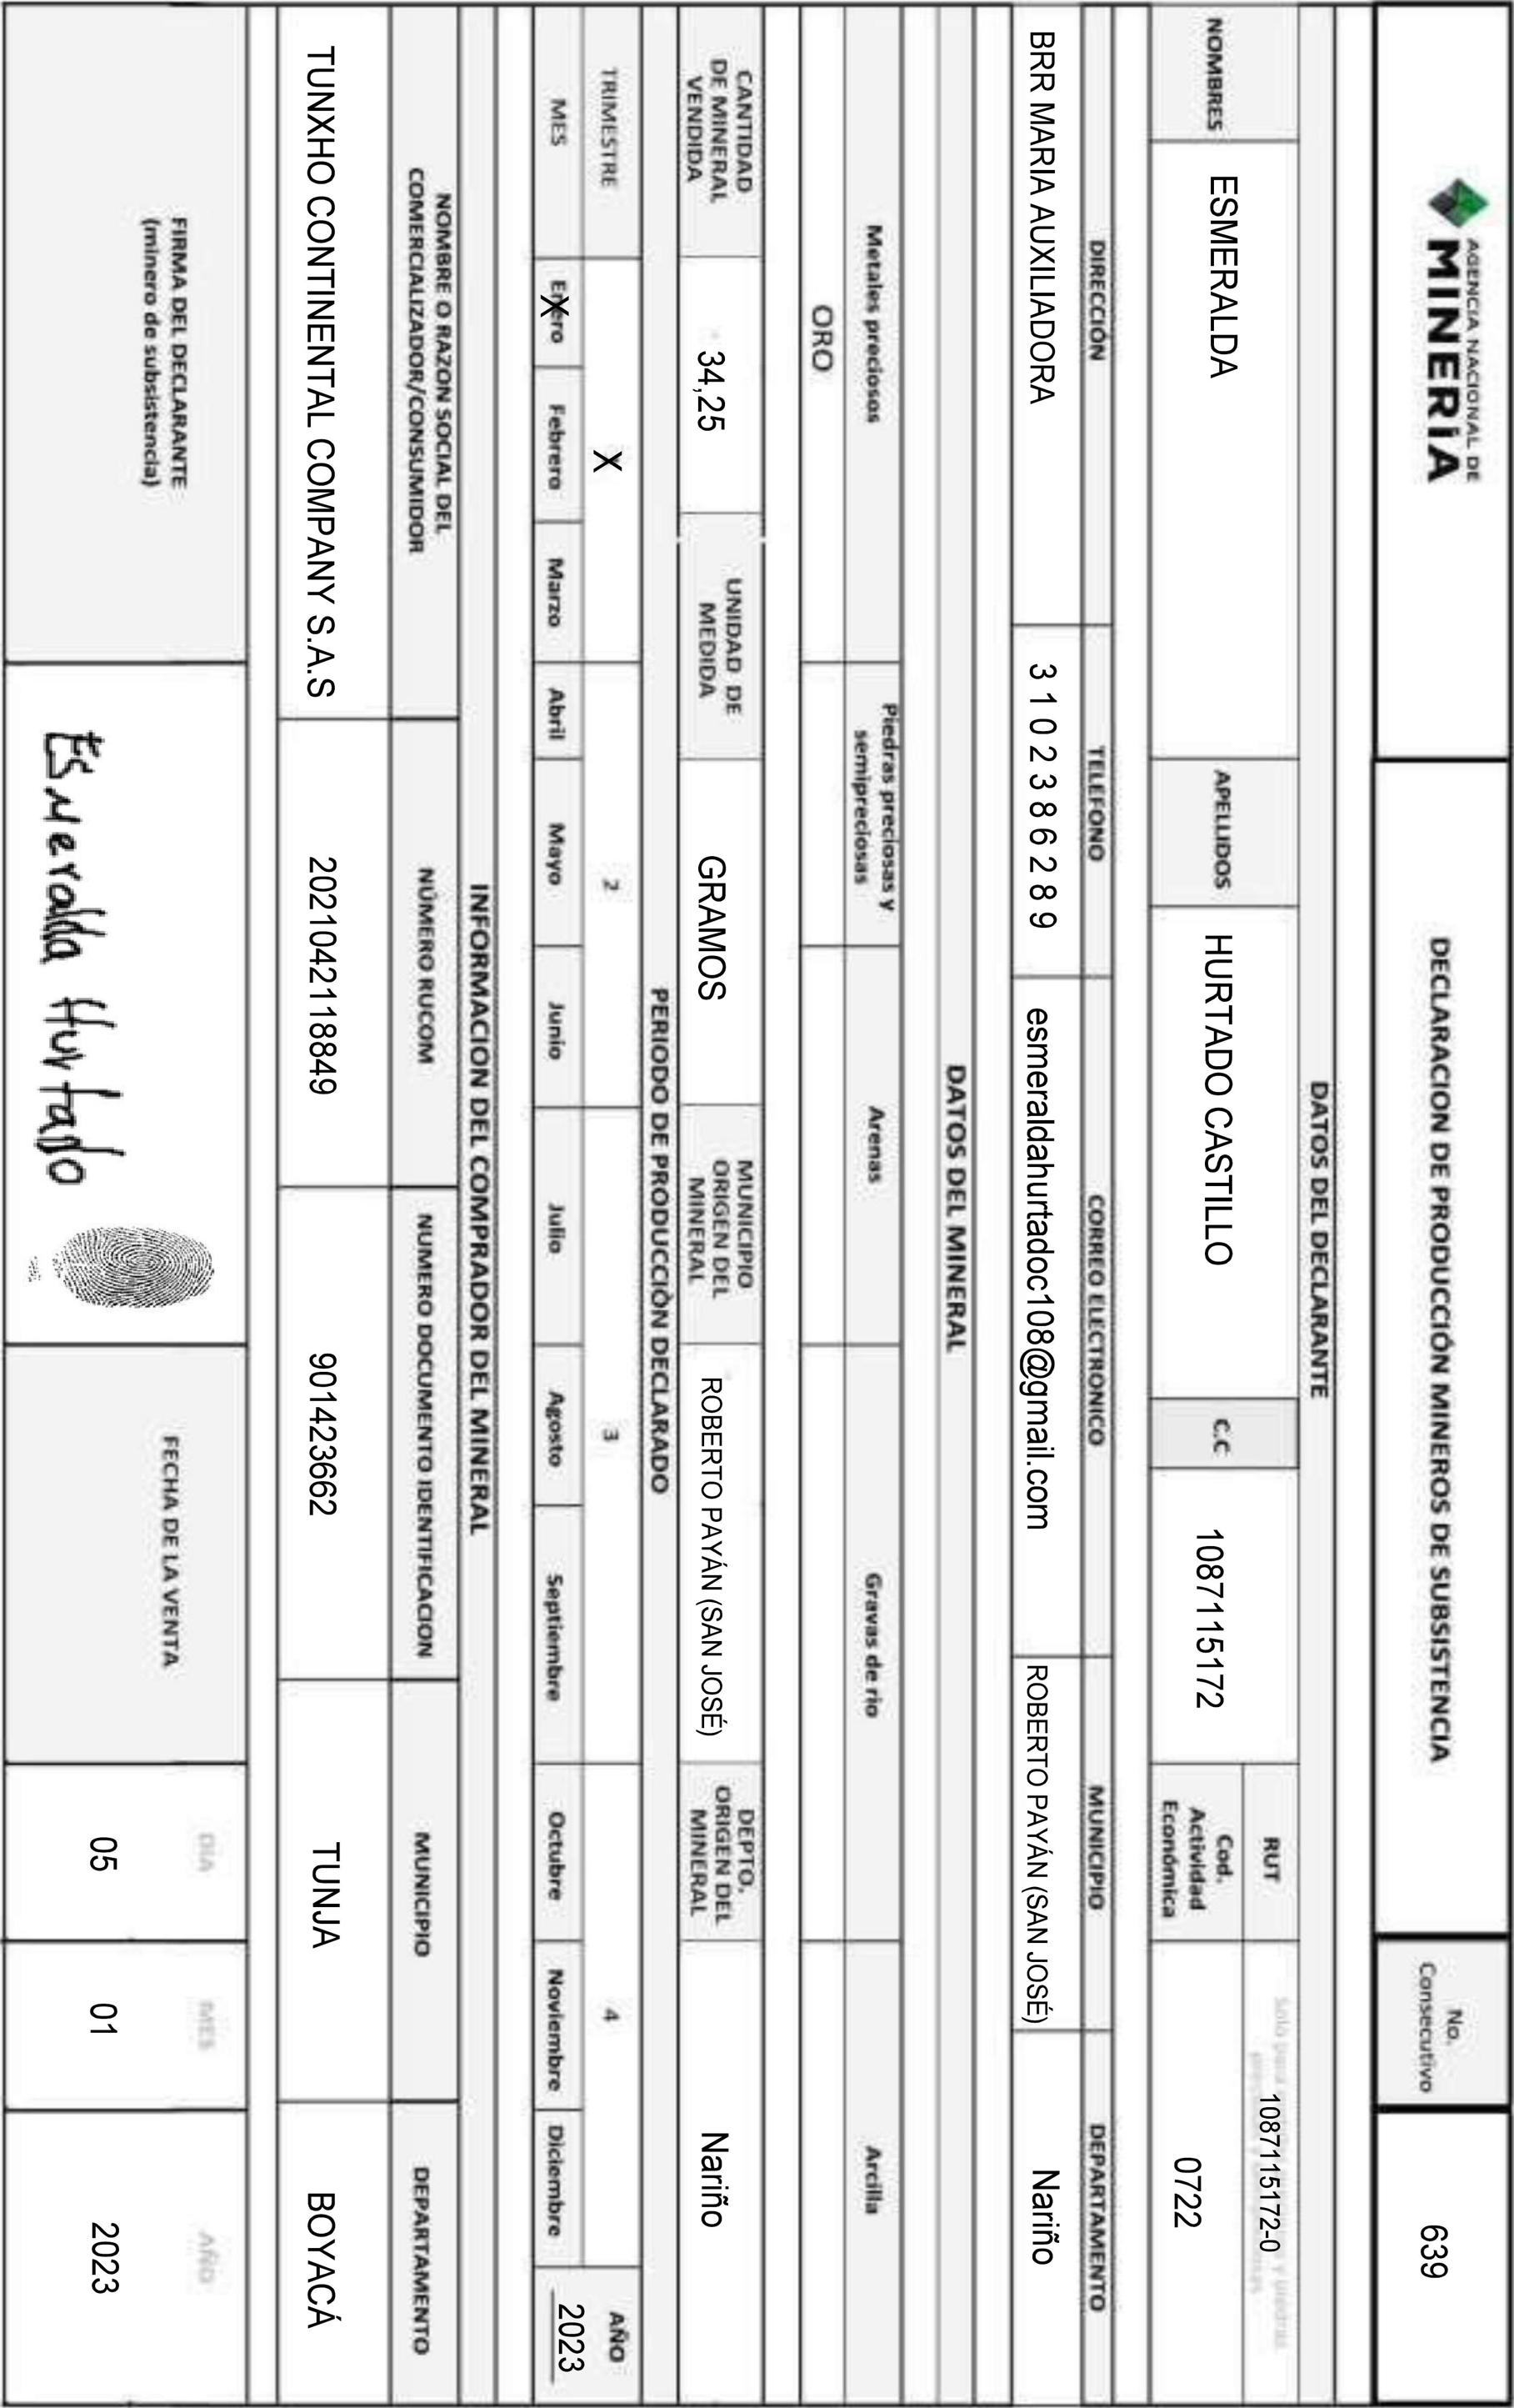 AGENCIA NACIONAL DE
MINERÍA
DECLARACION DE PRODUCCIÓN MINEROS DE SUBSISTENCIA
No.
Consecutivo
639
DATOS DEL DECLARANTE
NOMBRES
ESMERALDA
APELLIDOS
HURTADO CASTILLO
C.C
1087115172
RUT
1087115172-0
Cod.
Actividad
Económica
0722
DIRECCIÓN
TELEFONO
CORREO ELECTRONICO
MUNICIPIO
DEPARTAMENTO
BRR MARIA AUXILIADORA
3 1 0 2 3 8 6 2 8 9
esmeraldahurtadoc108@gmail.com
ROBERTO PAYÁN (SAN JOSÉ)
Nariño
DATOS DEL MINERAL
Metales preciosos
Piedras preciosas y
semipreciosas
Arenas
Gravas de rio
Arcilla
ORO
CANTIDAD
DE MINERAL
VENDIDA
34,25
UNIDAD DE
MEDIDA
GRAMOS
MUNICIPIO
ORIGEN DEL
MINERAL
ROBERTO PAYÁN (SAN JOSÉ)
DEPTO.
ORIGEN DEL
MINERAL
Nariño
PERIODO DE PRODUCCIÓN DECLARADO
TRIMESTRE
X
2
3
4
AÑO
MES
Enero
X
Febrero
Marzo
Abril
Mayo
Junio
Julio
Agosto
Septiembre
Octubre
Noviembre
Diciembre
2023
INFORMACION DEL COMPRADOR DEL MINERAL
NOMBRE O RAZON SOCIAL DEL
COMERCIALIZADOR/CONSUMIDOR
NÚMERO RUCOM
NUMERO DOCUMENTO IDENTIFICACION
MUNICIPIO
DEPARTAMENTO
TUNXHO CONTINENTAL COMPANY S.A.S
2021042118849
901423662
TUNJA
BOYACÁ
FIRMA DEL DECLARANTE
(minero de subsistencia)
Esmeralda Hurtado
FECHA DE LA VENTA
DIA
MES
AÑO
05
01
2023